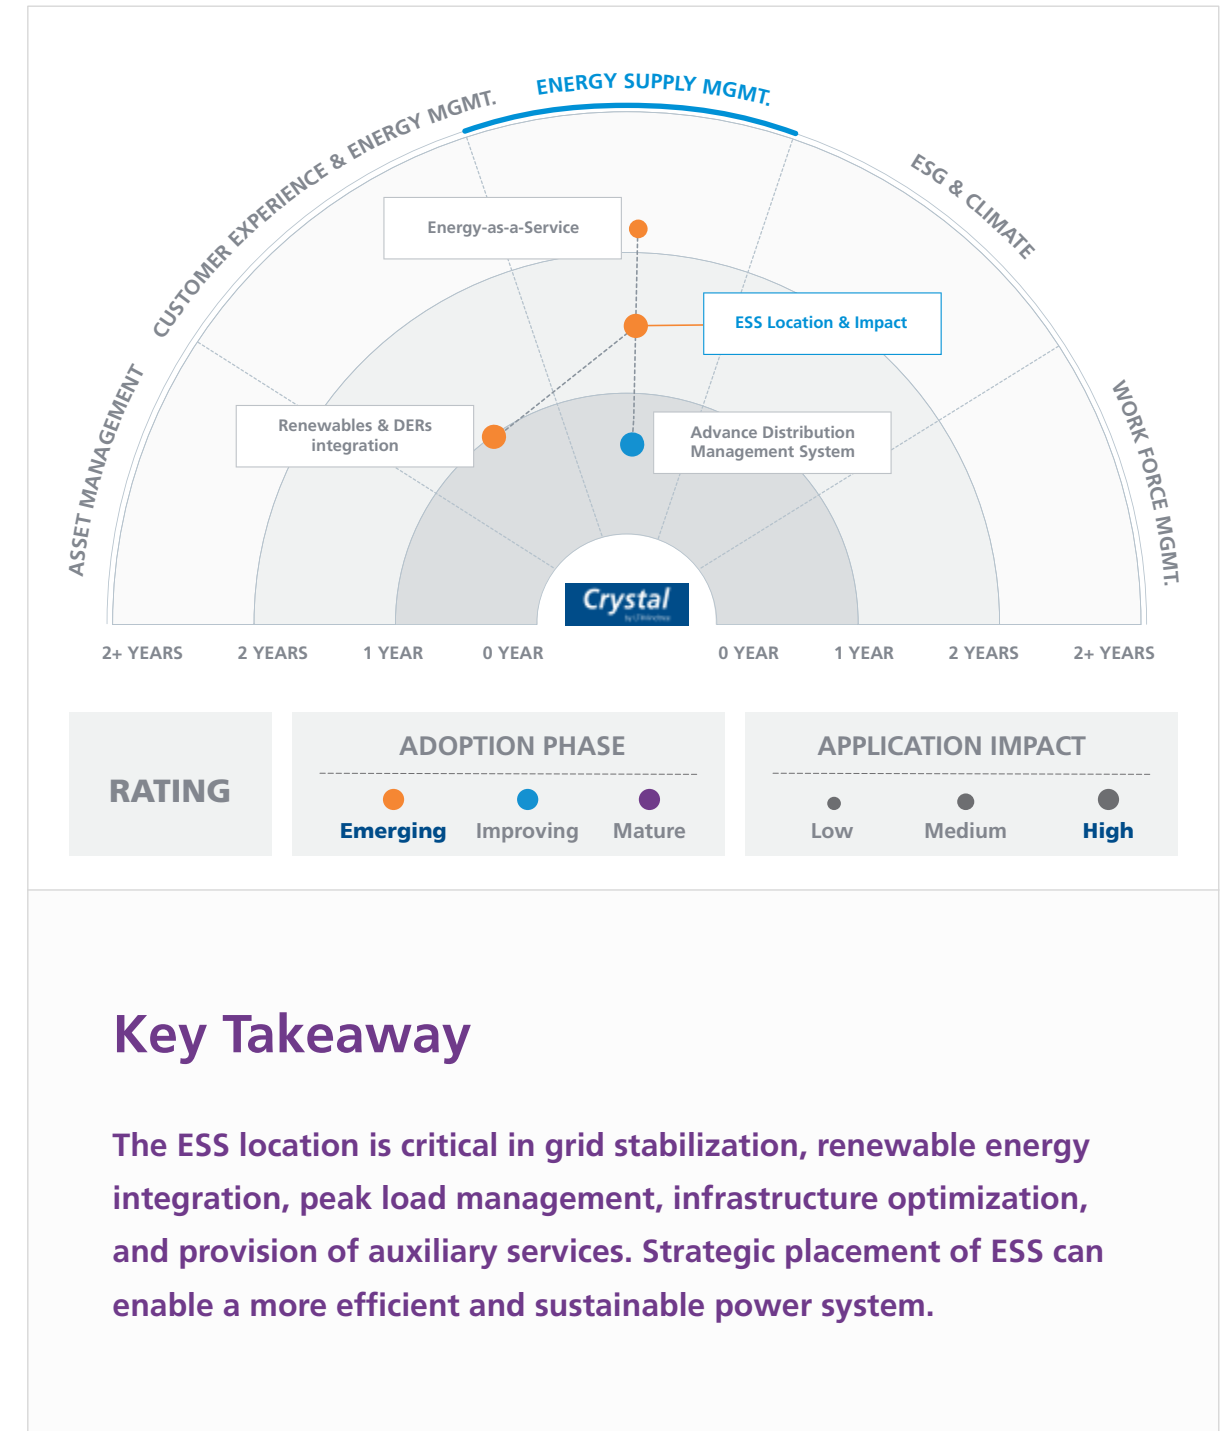 ENERGY SUPPLY MGMT.
CUSTOMER EXPERIENCE & ENERGY MGMT.
ESG & CLIMATE
ASSET MANAGEMENT
WORK FORCE MGMT.
Energy-as-a-Service
ESS Location & Impact
Renewables & DERs
integration
Advance Distribution
Management System
Crystal
2+ YEARS
2 YEARS
1 YEAR
0 YEAR
0 YEAR
1 YEAR
2 YEARS
2+ YEARS
RATING
ADOPTION PHASE
Emerging
Improving
Mature
APPLICATION IMPACT
Low
Medium
High
Key Takeaway
The ESS location is critical in grid stabilization, renewable energy
integration, peak load management, infrastructure optimization,
and provision of auxiliary services. Strategic placement of ESS can
enable a more efficient and sustainable power system.